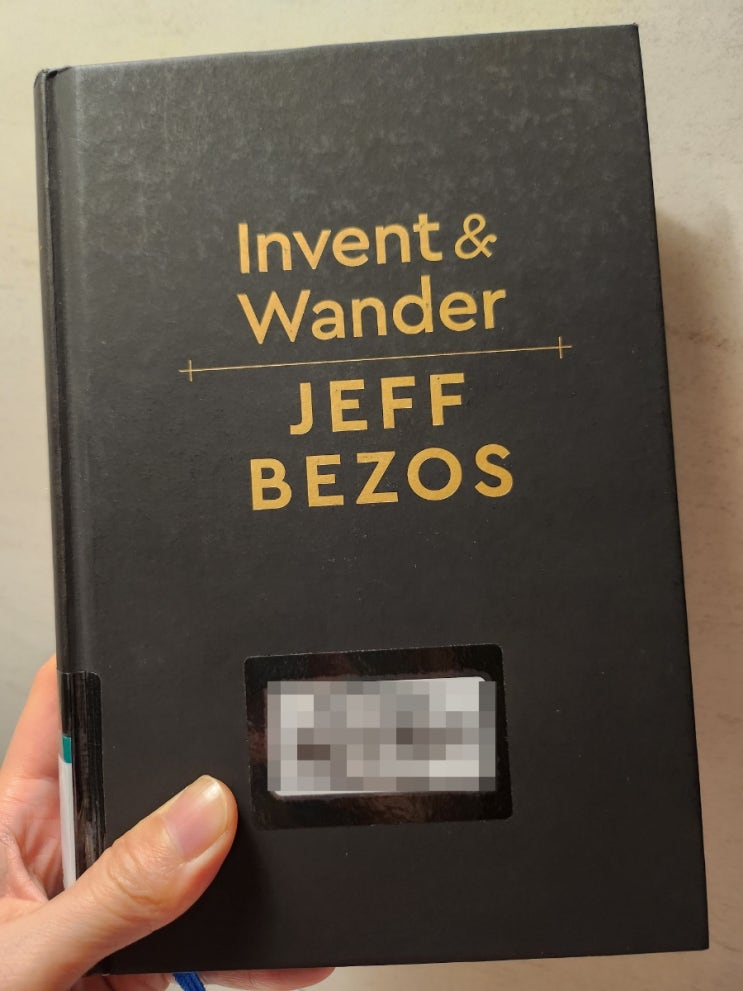 Invent &
Wander
JEFF
BEZOS